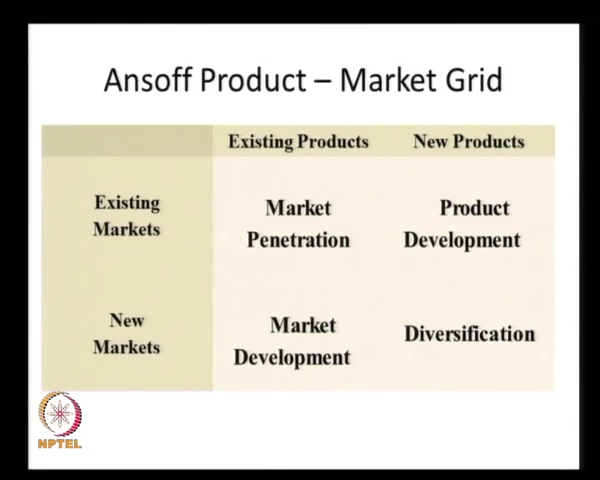 Ansoff Product – Market Grid
Existing Products New Products
Existing Markets
Market Penetration
Product Development
New Markets
Market Development
Diversification
NPTEL